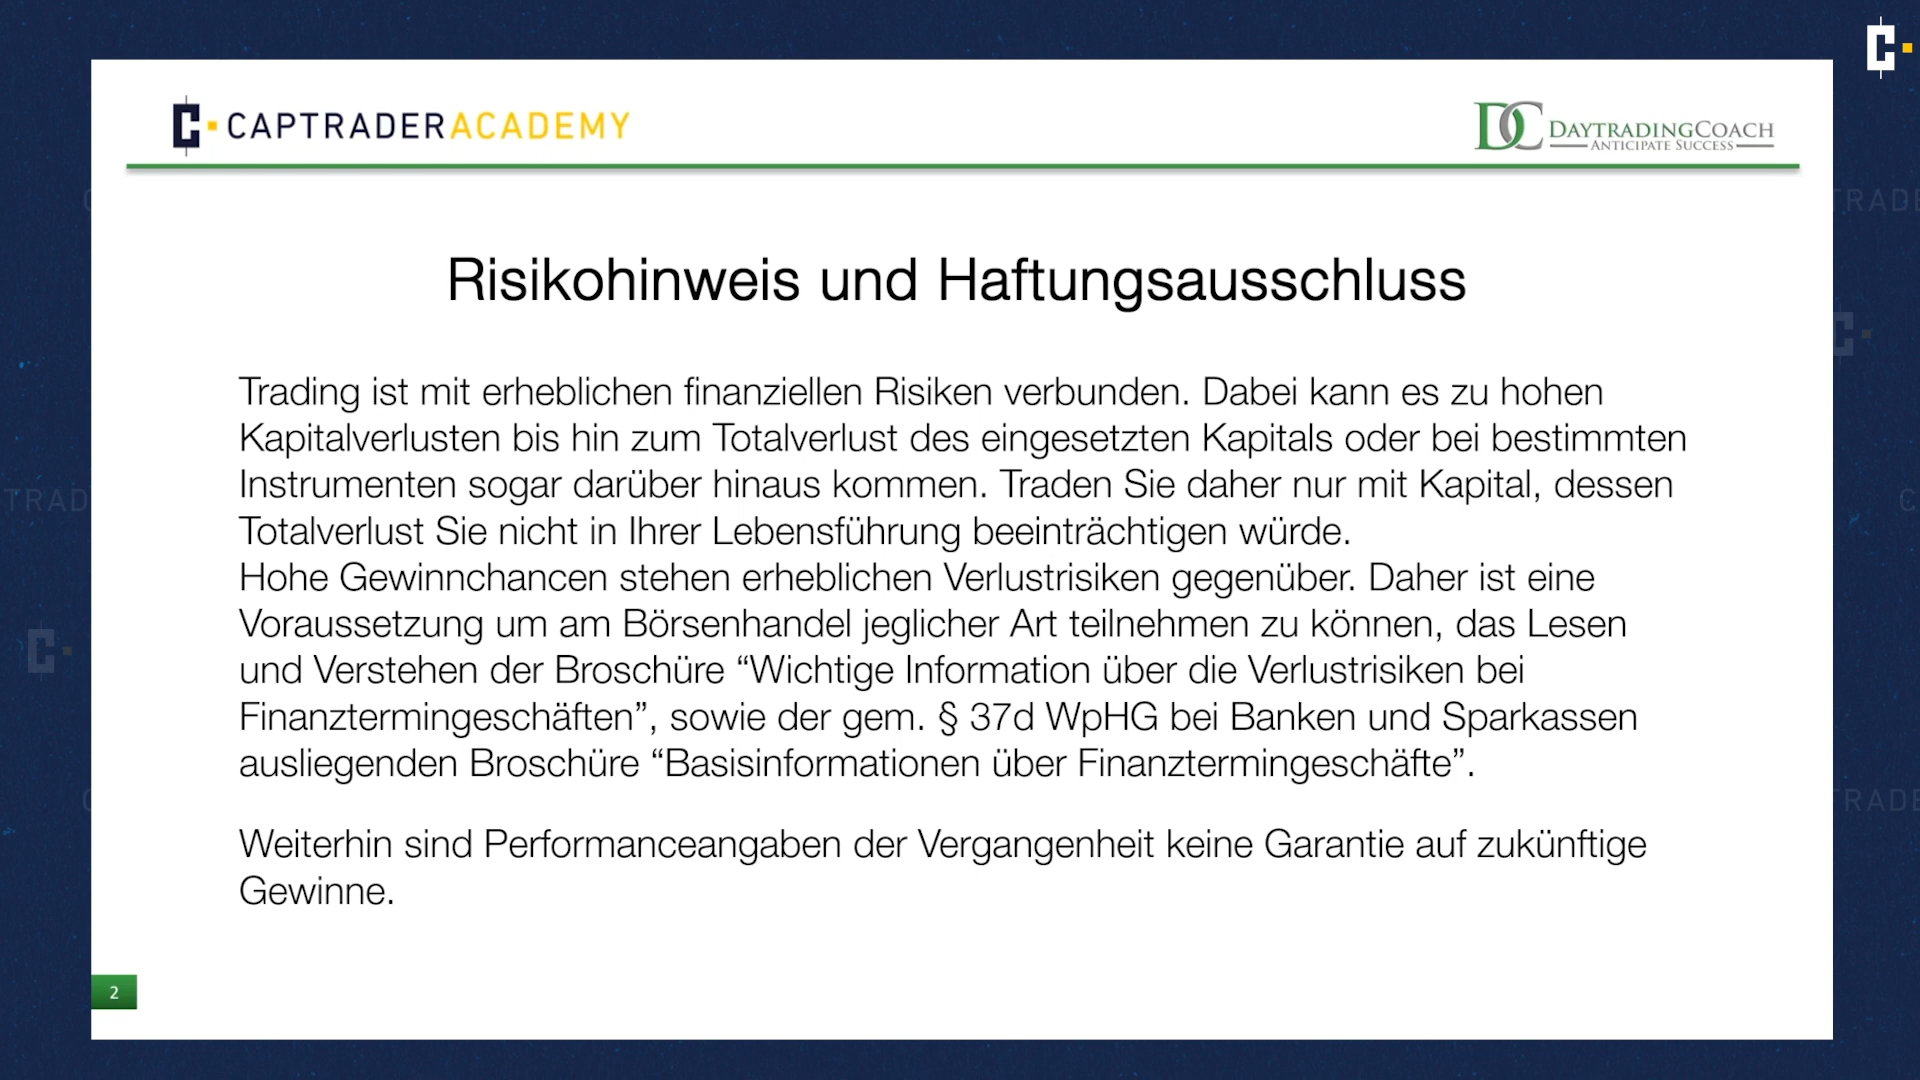 CAPTRADERACADEMY
DC DAYTRADINGCOACH
ANTICIPATE SUCCESS
Risikohinweis und Haftungsausschluss
Trading ist mit erheblichen finanziellen Risiken verbunden. Dabei kann es zu hohen
Kapitalverlusten bis hin zum Totalverlust des eingesetzten Kapitals oder bei bestimmten
Instrumenten sogar darüber hinaus kommen. Traden Sie daher nur mit Kapital, dessen
Totalverlust Sie nicht in Ihrer Lebensführung beeinträchtigen würde.
Hohe Gewinnchancen stehen erheblichen Verlustrisiken gegenüber. Daher ist eine
Voraussetzung um am Börsenhandel jeglicher Art teilnehmen zu können, das Lesen
und Verstehen der Broschüre “Wichtige Information über die Verlustrisiken bei
Finanztermingeschäften”, sowie der gem. § 37d WpHG bei Banken und Sparkassen
ausliegenden Broschüre “Basisinformationen über Finanztermingeschäfte”.
Weiterhin sind Performanceangaben der Vergangenheit keine Garantie auf zukünftige
Gewinne.
2